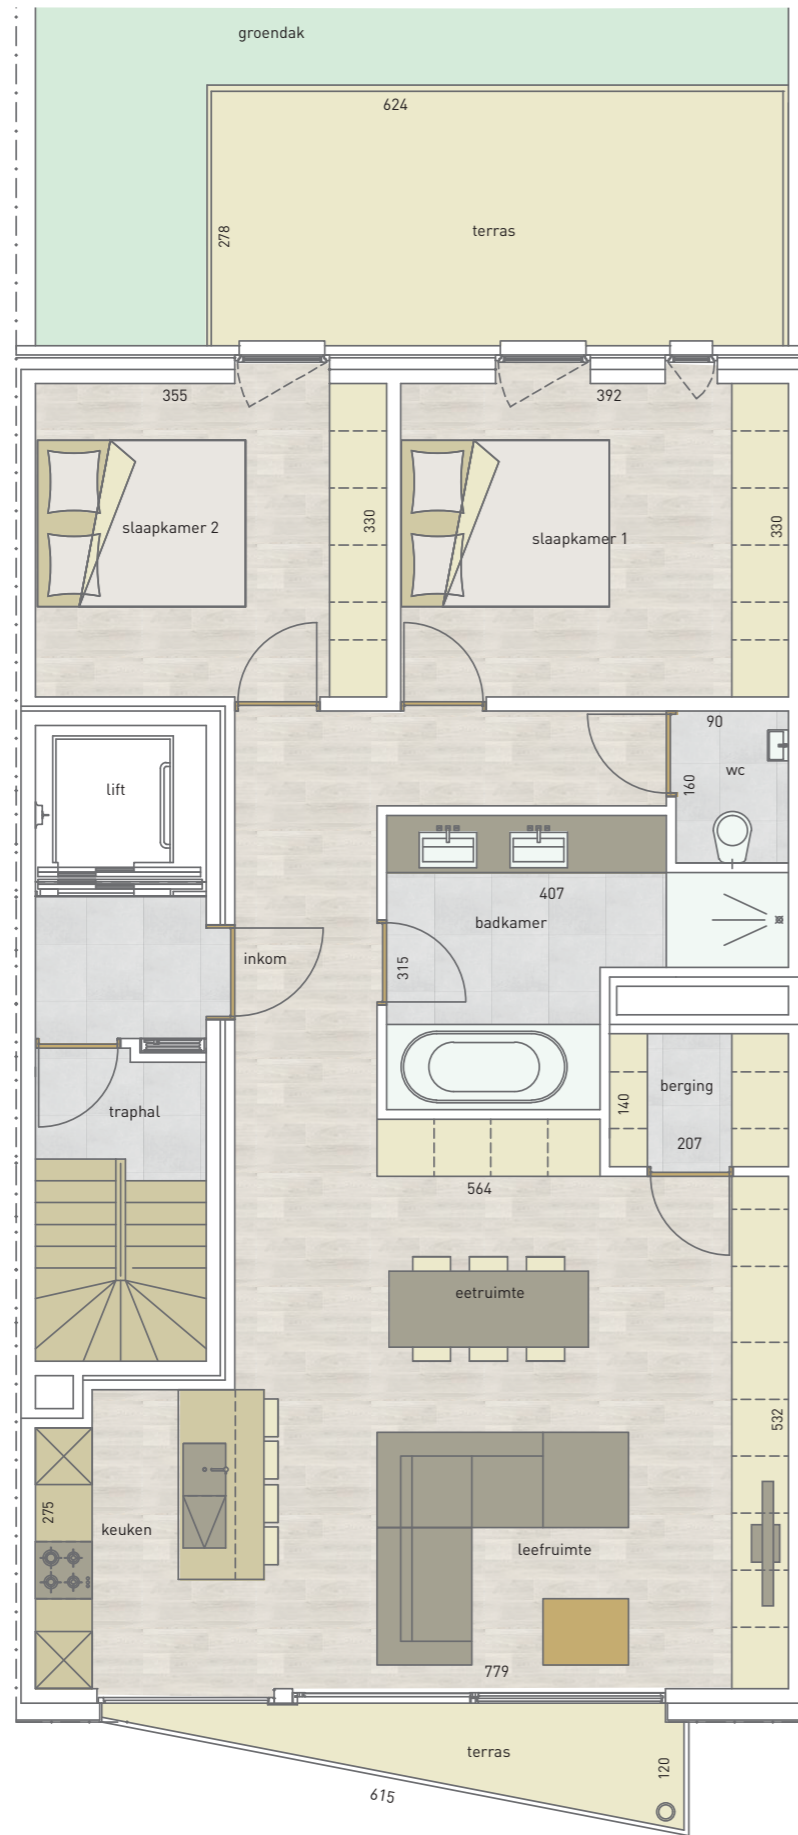 groendak
624
278
terras
355
392
slaapkamer 2
330
slaapkamer 1
330
90
wc
160
lift
407
badkamer
inkom
315
traphal
140
berging
207
564
eetruimte
532
275
keuken
leefruimte
779
terras
120
615